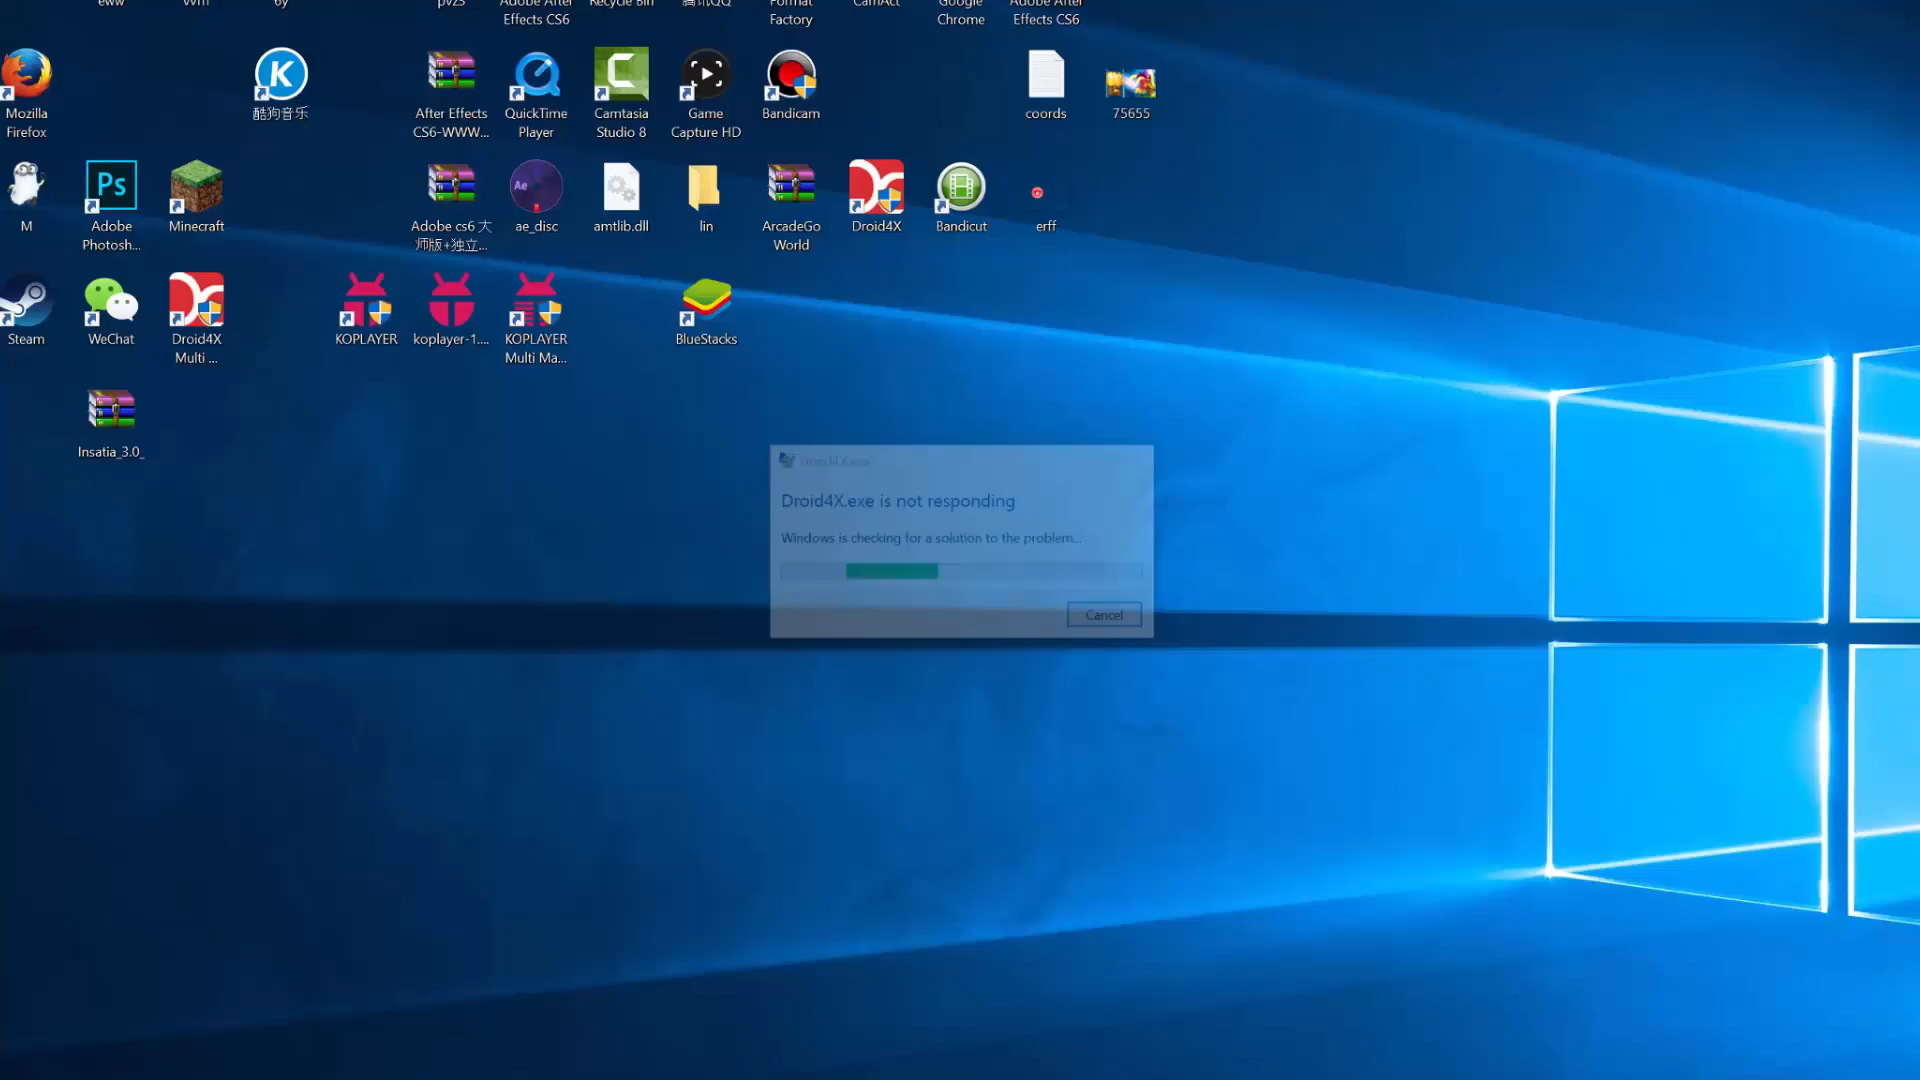 pvz5
Adobe After
Effects CS6
Recycle Bin
腾讯QQ
Format
Factory
CamAct
Google
Chrome
Adobe After
Effects CS6
Mozilla
Firefox
酷狗音乐
After Effects
CS6-WWW...
QuickTime
Player
Camtasia
Studio 8
Game
Capture HD
Bandicam
coords
75655
M
Ps
Adobe
Photosh...
Minecraft
Adobe cs6 大
师版+独立...
Ae
ae_disc
amtlib.dll
lin
ArcadeGo
World
Droid4X
Bandicut
erff
Steam
WeChat
Droid4X
Multi ...
KOPLAYER
koplayer-1....
KOPLAYER
Multi Ma...
BlueStacks
Insatia_3.0_
Droid4X.exe
Droid4X.exe is not responding
Windows is checking for a solution to the problem...
Cancel